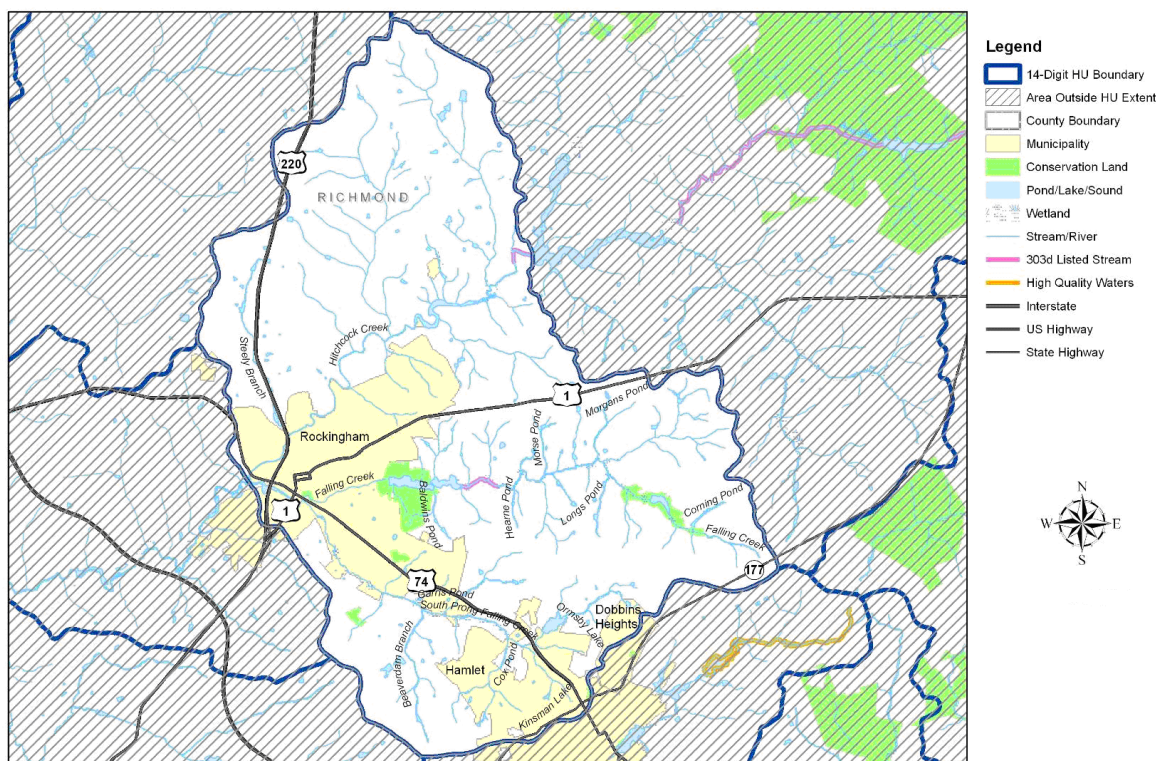 Legend
14-Digit HU Boundary
Area Outside HU Extent
County Boundary
Municipality
Conservation Land
Pond/Lake/Sound
Wetland
Stream/River
303d Listed Stream
High Quality Waters
Interstate
US Highway
State Highway
220
RICHMOND
Hitchcock Creek
Steely Branch
1
Morgans Pond
Rockingham
Morse Pond
Falling Creek
Baldwins Pond
Hearne Pond
Longs Pond
Corning Pond
Falling Creek
1
177
74
Garris Pond
South Prong Falling Creek
Ormsby Lake
Dobbins
Heights
Beaverdam Branch
Hamlet
Cox Pond
Kinsman Lake
N
W
E
S